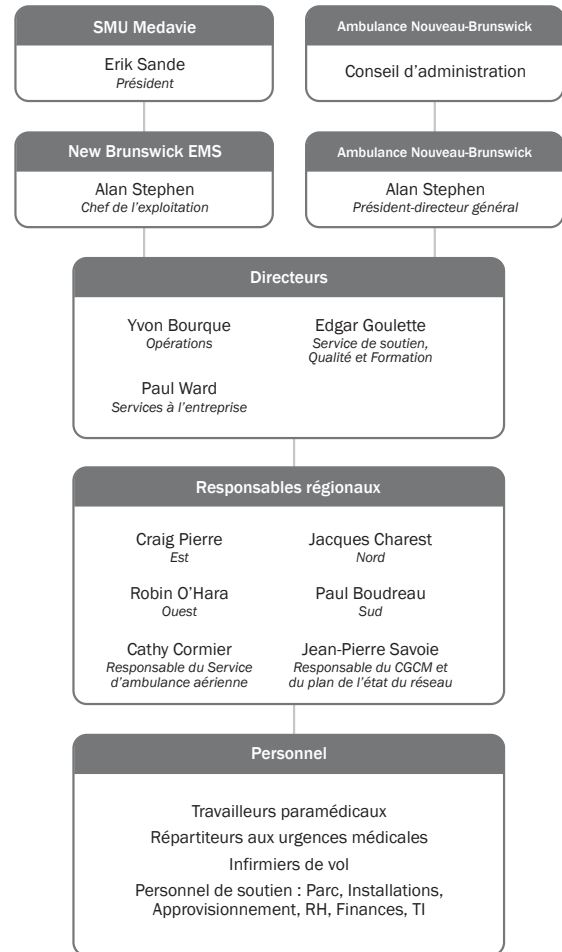 SMU Medavie
Erik Sande
Président
Ambulance Nouveau-Brunswick
Conseil d'administration
New Brunswick EMS
Alan Stephen
Chef de l'exploitation
Ambulance Nouveau-Brunswick
Alan Stephen
Président-directeur général
Directeurs
Yvon Bourque
Opérations
Edgar Goulette
Service de soutien,
Qualité et Formation
Paul Ward
Services à l'entreprise
Responsables régionaux
Craig Pierre
Est
Jacques Charest
Nord
Robin O'Hara
Ouest
Paul Boudreau
Sud
Cathy Cormier
Responsable du Service
d'ambulance aérienne
Jean-Pierre Savoie
Responsable du CGCM et
du plan de l'état du réseau
Personnel
Travailleurs paramédicaux
Répartiteurs aux urgences médicales
Infirmiers de vol
Personnel de soutien : Parc, Installations,
Approvisionnement, RH, Finances, TI